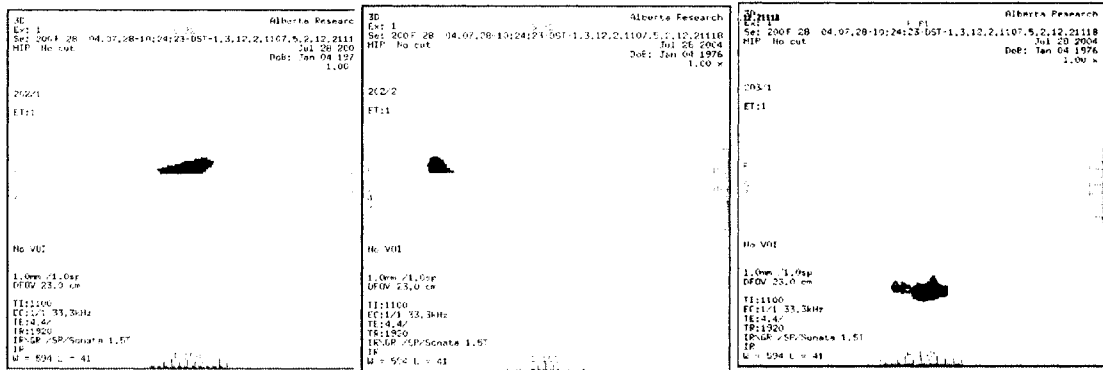 3D
Alberta Research
Ex: 1
Se: 200F 28 04.07.28-10:24:23-DST-1.3.12.2.1107.5.2.12.2111
MIP No cut
Jul 28 200
DoB: Jan 04 197
1.00
202/1
ET:1
No VOI
1.0mm /1.0sp
DFOV 23.0 cm
TI:1100
EC:1/1 33.3kHz
TE:4.4/
TR:1920
IR\GR /SP/Sonata 1.5T
IR
W = 594 L = 41
3D
Alberta Research
Ex: 1
Se: 200F 28 04.07.28-10:24:23-DST-1.3.12.2.1107.5.2.12.21118
MIP No cut
Jul 28 2004
DoB: Jan 04 1976
1.00 x
202/2
ET:1
No VOI
1.0mm /1.0sp
DFOV 23.0 cm
TI:1100
EC:1/1 33.3kHz
TE:4.4/
TR:1920
IR\GR /SP/Sonata 1.5T
IR
W = 594 L = 41
Alberta Research
Ex: 1
Se: 200F 28 04.07.28-10:24:23-DST-1.3.12.2.1107.5.2.12.21118
MIP No cut
Jul 28 2004
DoB: Jan 04 1976
1.00 x
203/1
ET:1
No VOI
1.0mm /1.0sp
DFOV 23.0 cm
TI:1100
EC:1/1 33.3kHz
TE:4.4/
TR:1920
IR\GR /SP/Sonata 1.5T
IR
W = 594 L = 41